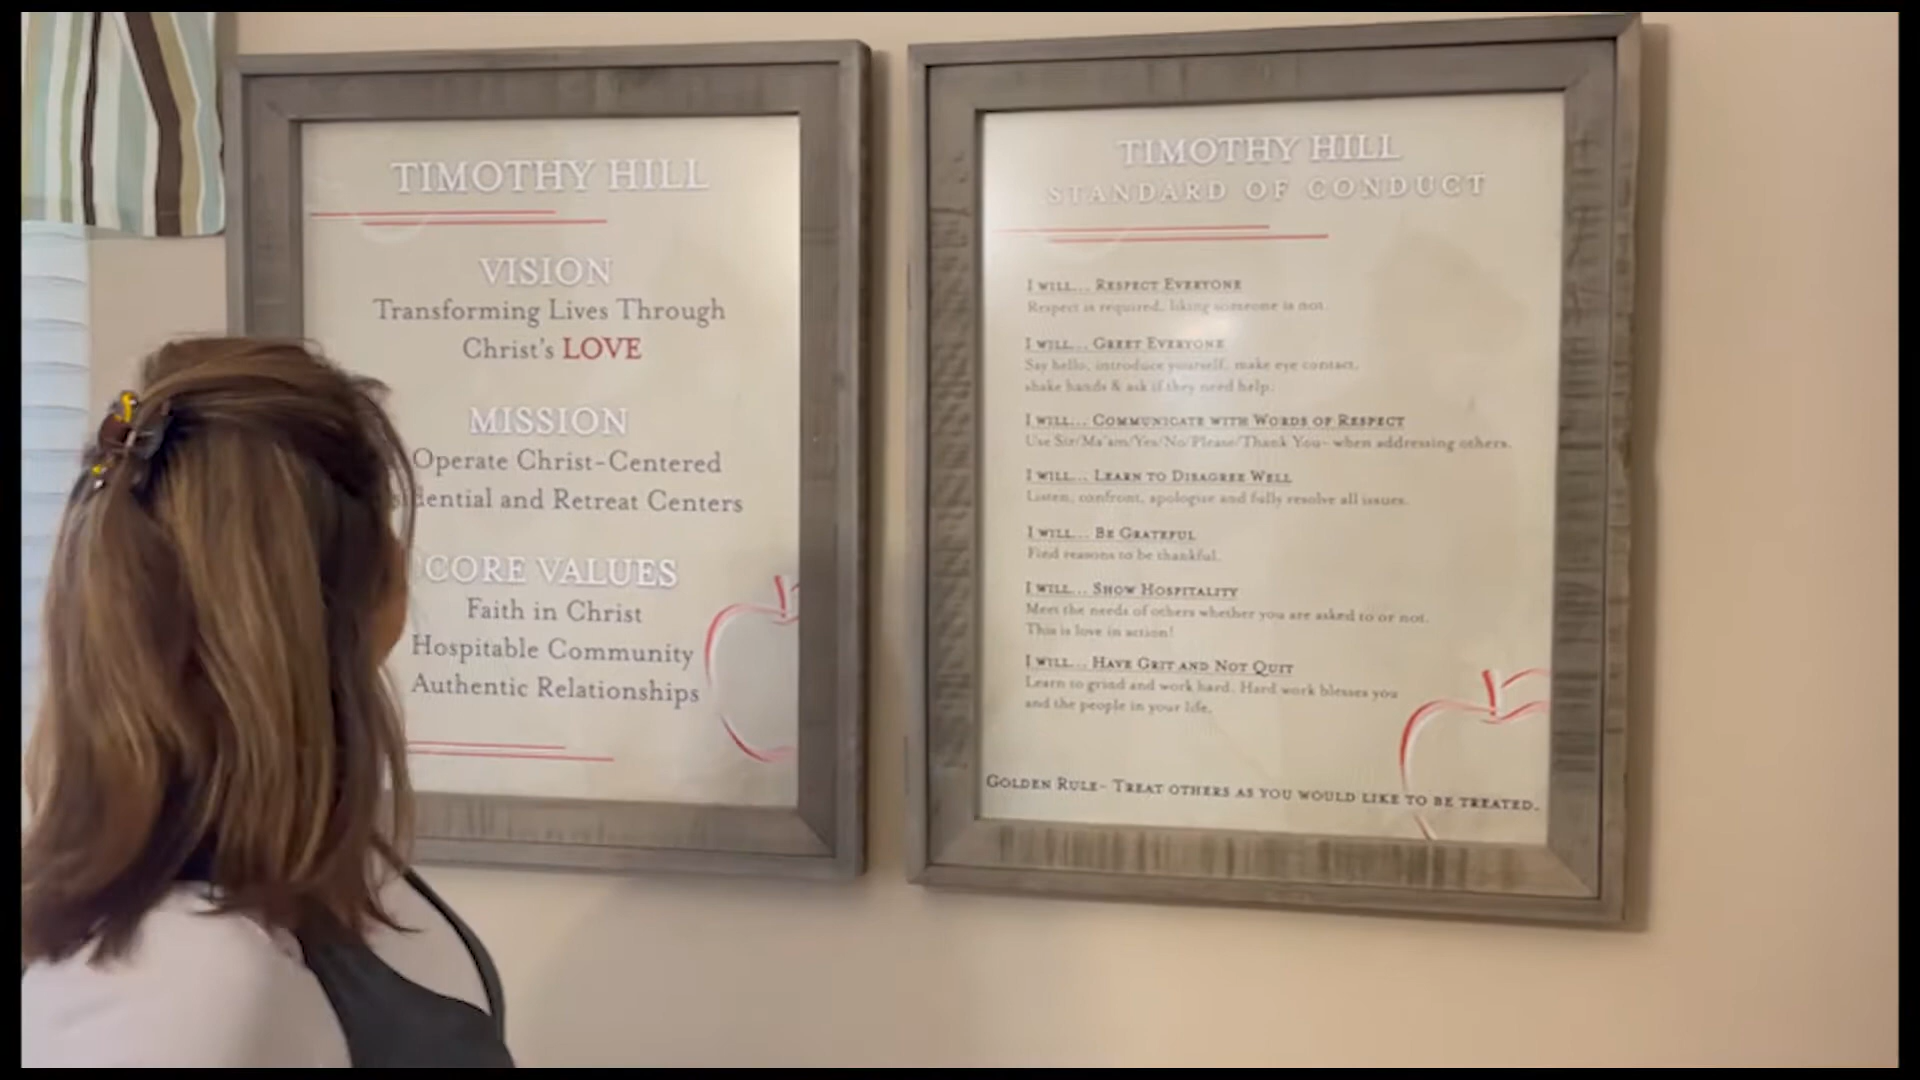 TIMOTHY HILL
VISION
Transforming Lives Through
Christ's LOVE
MISSION
Operate Christ-Centered
and Retreat Centers
CORE VALUES
Faith in Christ
Hospitable Community
Authentic Relationships
TIMOTHY HILL
STANDARD OF CONDUCT
I WILL... RESPECT EVERYONE
Respect is required, liking someone is not.
I WILL... GREET EVERYONE
Say hello, introduce yourself, make eye contact,
shake hands & ask if they need help.
I WILL... COMMUNICATE WITH WORDS OF RESPECT
Use Sir/Ma'am/Yes/No/Please/Thank You- when addressing others.
I WILL... LEARN TO DISAGREE WELL
Listen, confront, apologize and fully resolve all issues.
I WILL... BE GRATEFUL
Find reasons to be thankful.
I WILL... SHOW HOSPITALITY
Meet the needs of others whether you are asked to or not.
This is love in action!
I WILL... HAVE GRIT AND NOT QUIT
Learn to grind and work hard. Hard work blesses you
and the people in your life.
GOLDEN RULE- TREAT OTHERS AS YOU WOULD LIKE TO BE TREATED.